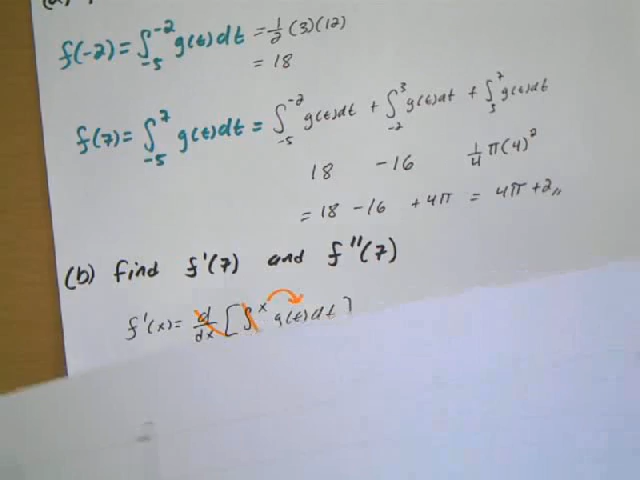 f(-2) = ∫_{-5}^{-2} g(t)dt = 1/2 (3)(12)
= 18
f(7) = ∫_{-5}^{7} g(t)dt = ∫_{-5}^{-2} g(t)dt + ∫_{-2}^{3} g(t)dt + ∫_{3}^{7} g(t)dt
18 -16 1/4 π(4)²
= 18 -16 +4π = 4π+2,,
(b) find f'(7) and f''(7)
f'(x) = d/dx [∫^{x} g(t)dt]